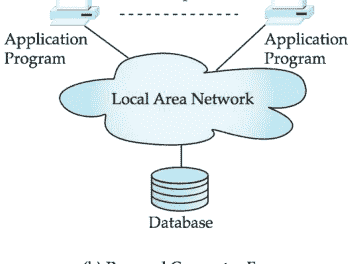 Application
Program
Application
Program
Local Area Network
Database